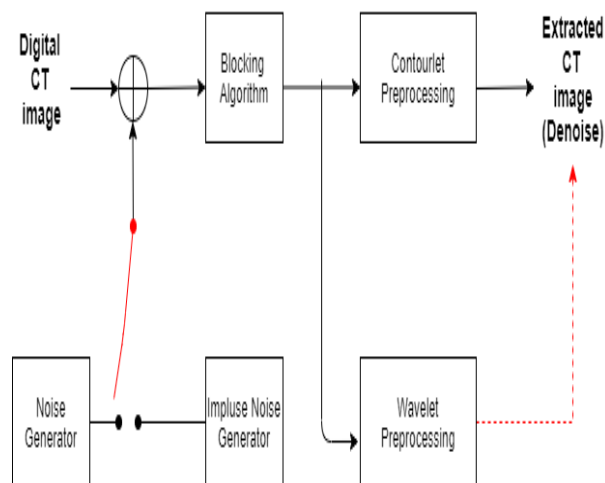 Digital
CT
image
Blocking
Algorithm
Contourlet
Preprocessing
Extracted
CT
image
(Denoise)
Noise
Generator
Impluse Noise
Generator
Wavelet
Preprocessing